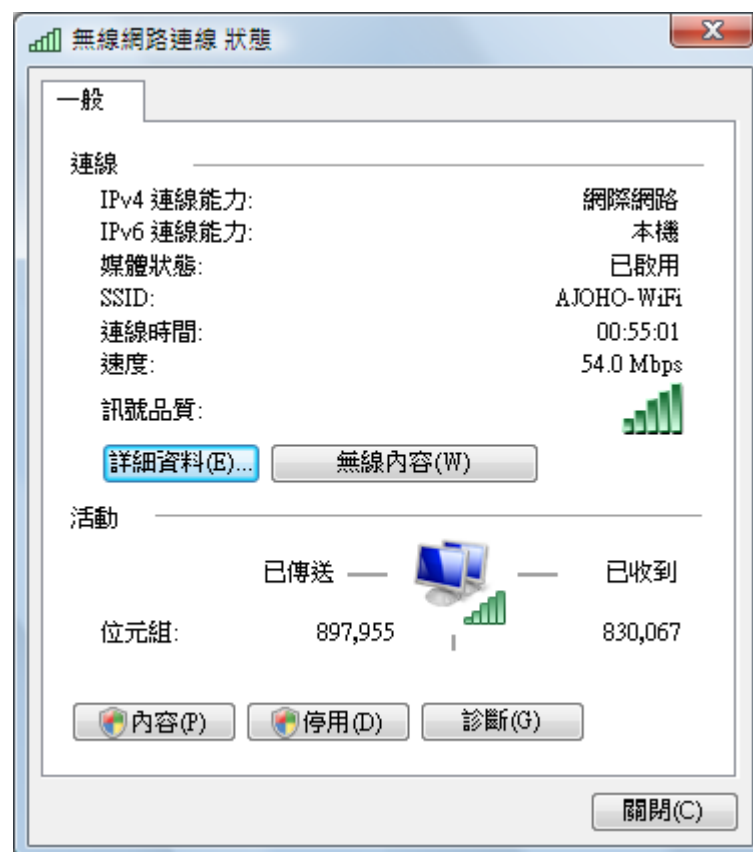 無線網路連線 狀態
一般
連線
IPv4 連線能力: 網際網路
IPv6 連線能力: 本機
媒體狀態: 已啟用
SSID: AJOHO-WiFi
連線時間: 00:55:01
速度: 54.0 Mbps
訊號品質:
詳細資料(E)... 無線內容(W)
活動
已傳送 已收到
位元組: 897,955 830,067
內容(P) 停用(D) 診斷(G)
關閉(C)